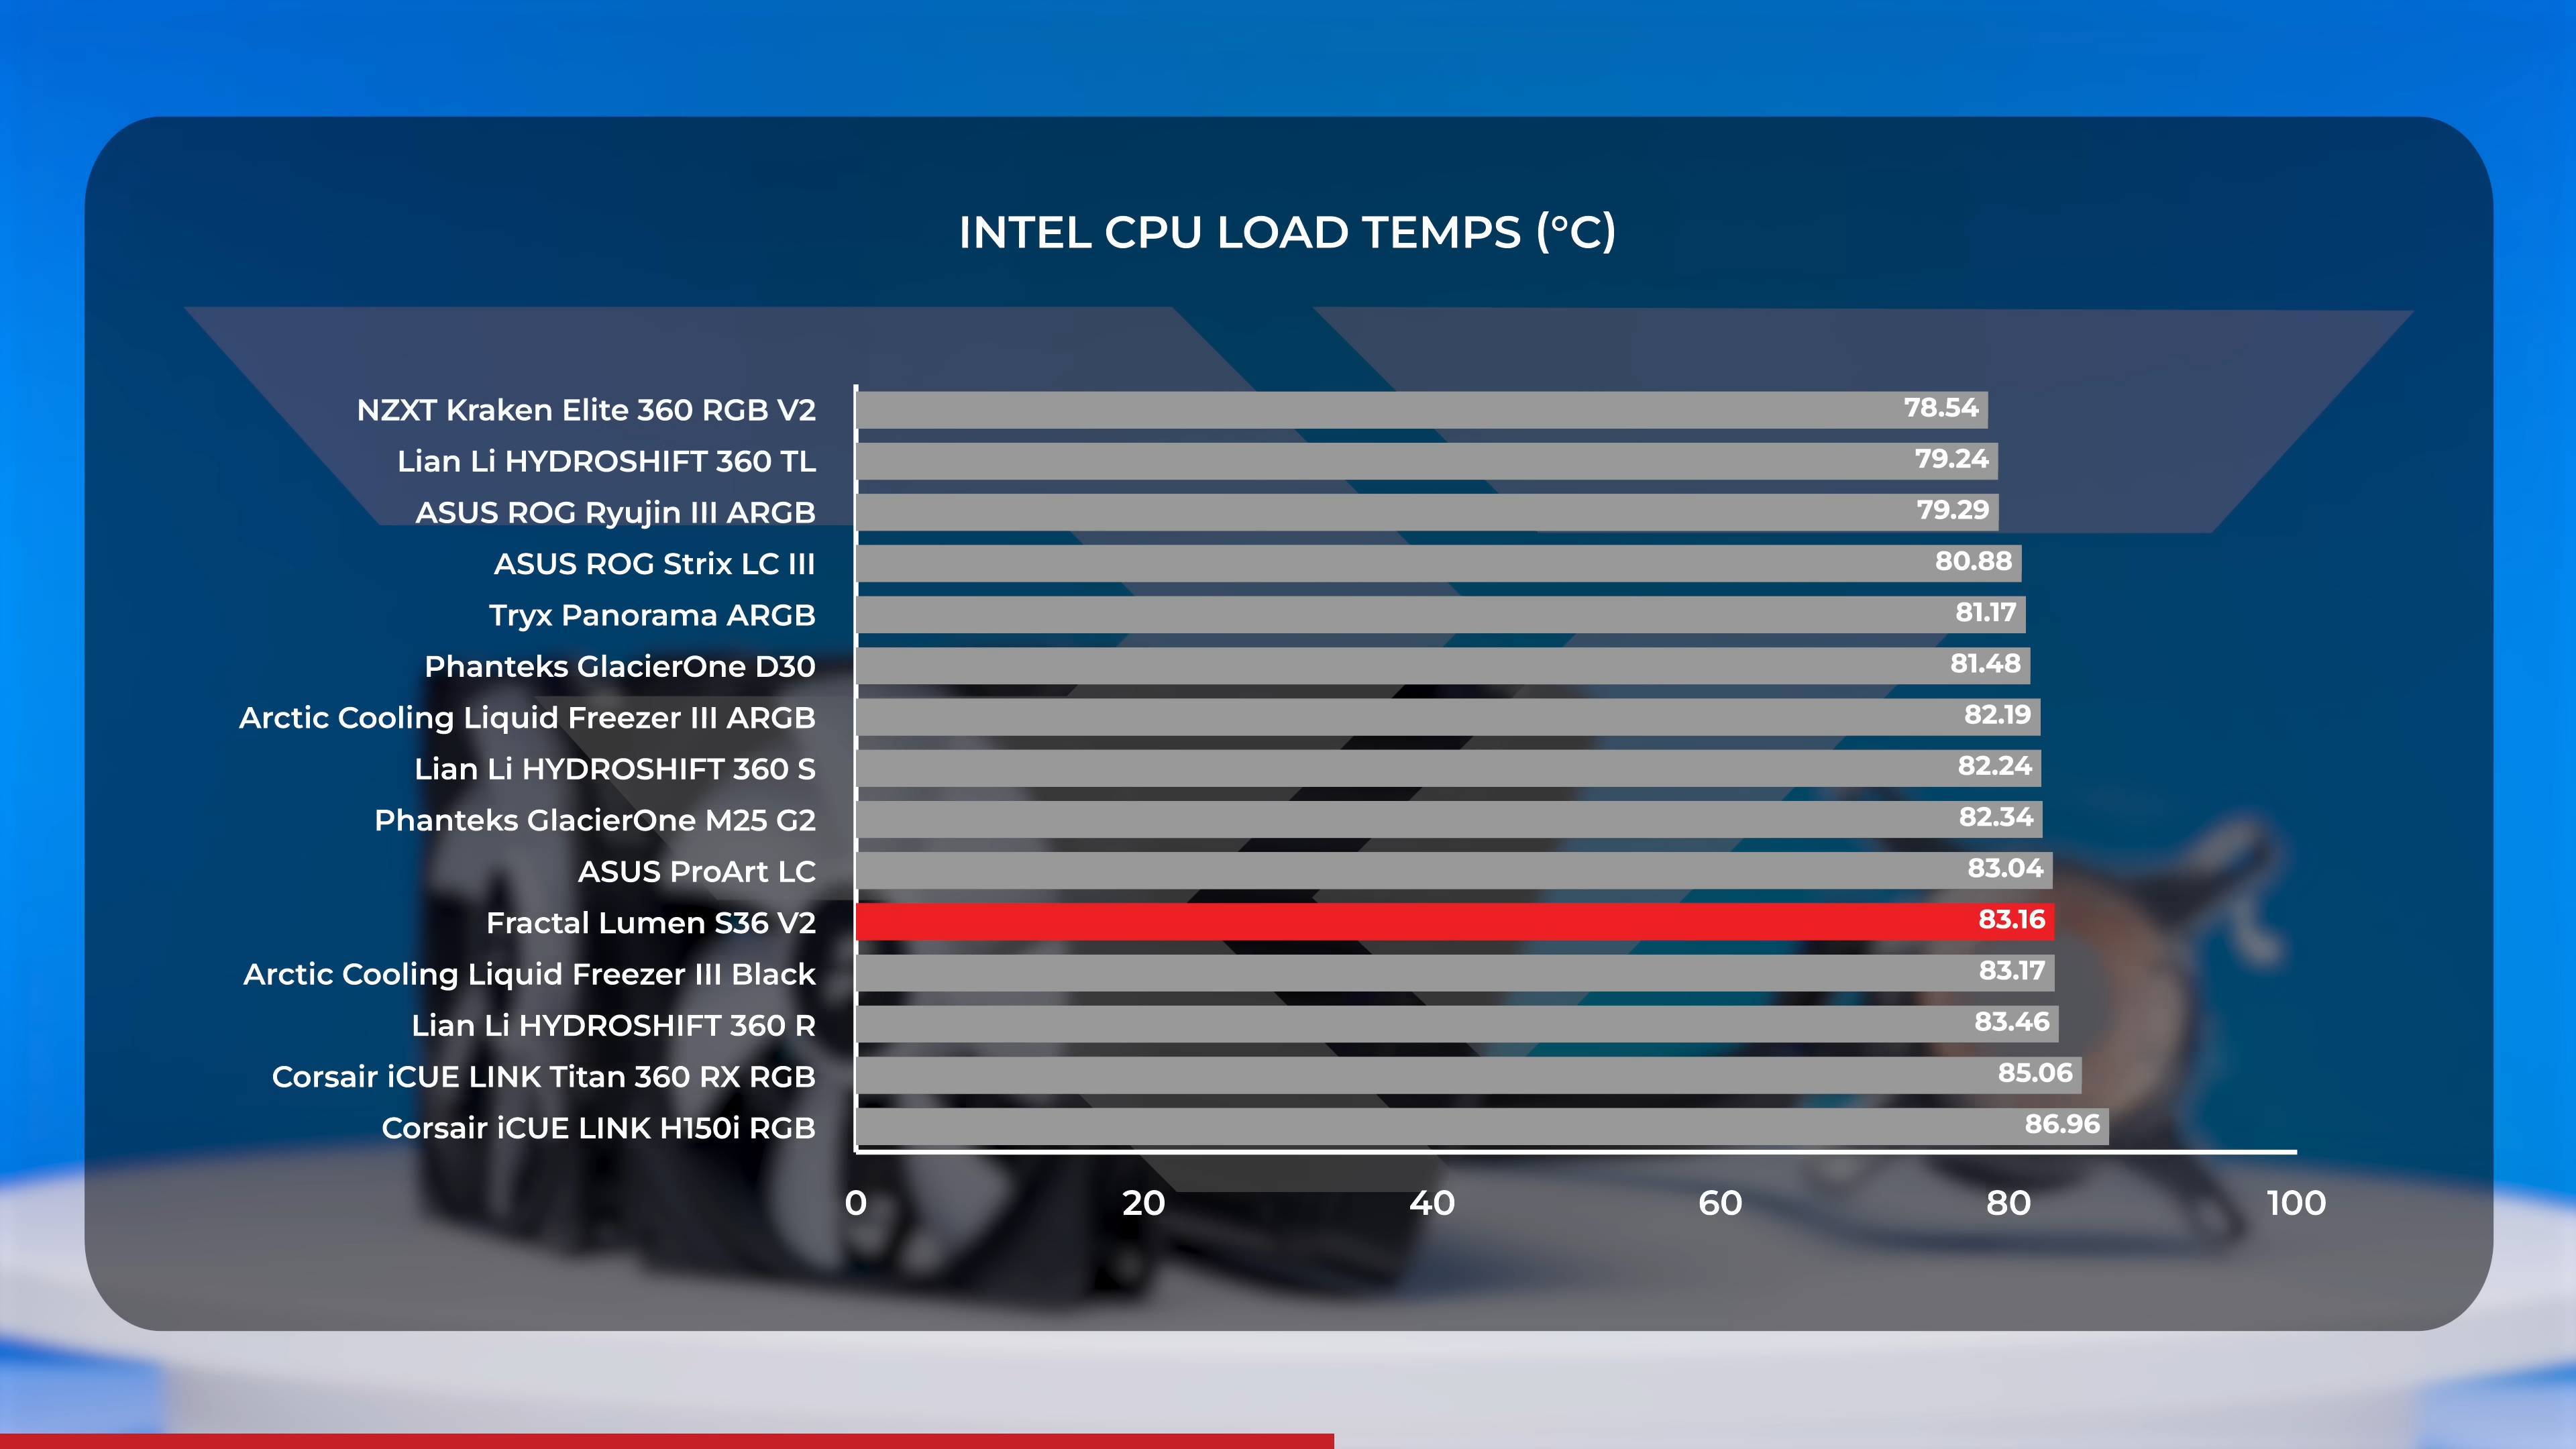 INTEL CPU LOAD TEMPS (°C)
NZXT Kraken Elite 360 RGB V2 78.54
Lian Li HYDROSHIFT 360 TL 79.24
ASUS ROG Ryujin III ARGB 79.29
ASUS ROG Strix LC III 80.88
Tryx Panorama ARGB 81.17
Phanteks GlacierOne D30 81.48
Arctic Cooling Liquid Freezer III ARGB 82.19
Lian Li HYDROSHIFT 360 S 82.24
Phanteks GlacierOne M25 G2 82.34
ASUS ProArt LC 83.04
Fractal Lumen S36 V2 83.16
Arctic Cooling Liquid Freezer III Black 83.17
Lian Li HYDROSHIFT 360 R 83.46
Corsair iCUE LINK Titan 360 RX RGB 85.06
Corsair iCUE LINK H150i RGB 86.96
0 20 40 60 80 100